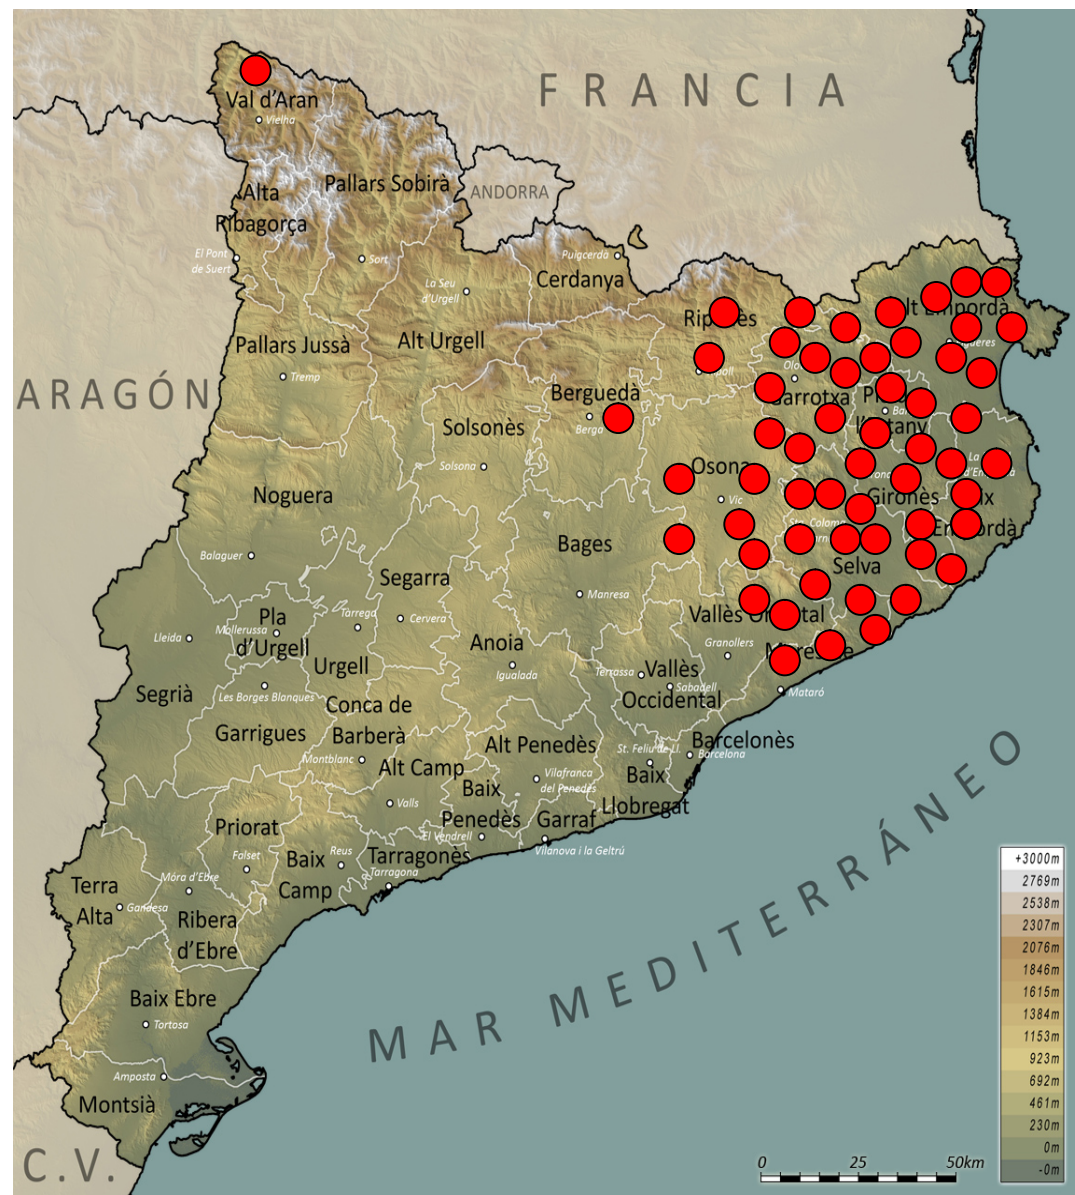 FRANCIA
Val d'Aran
Vielha
Alta
Ribagorça
Pallars Sobirà
ANDORRA
El Pont
de Suert
Sort
Puigcerdà
Cerdanya
La Seu
d'Urgell
Alt Urgell
Pallars Jussà
Tremp
ARAGÓN
Berguedà
Berga
Solsonès
Solsona
Osona
Vic
Noguera
Gironès
Balaguer
Bages
Selva
Segarra
Manresa
Pla
d'Urgell
Mollerussa
Tàrrega
Cervera
Lleida
Urgell
Anoia
Igualada
Granollers
Terrassa
Vallès
Occidental
Sabadell
Mataró
Segrià
Les Borges Blanques
Garrigues
Conca de
Barberà
Montblanc
Alt Camp
Alt Penedès
Vilafranca
del Penedès
St. Feliu de Ll.
Barcelonès
Barcelona
Baix
Llobregat
Valls
Baix
Penedès
El Vendrell
Garraf
Vilanova i la Geltrú
Priorat
Falset
Reus
Baix
Camp
Tarragonès
Tarragona
Terra
Alta
Gandesa
Móra d'Ebre
Ribera
d'Ebre
Baix Ebre
Tortosa
Amposta
Montsià
C.V.
MAR MEDITERRÁNEO
+3000m
2769m
2538m
2307m
2076m
1846m
1615m
1384m
1153m
923m
692m
461m
230m
0m
-0m
0 25 50km